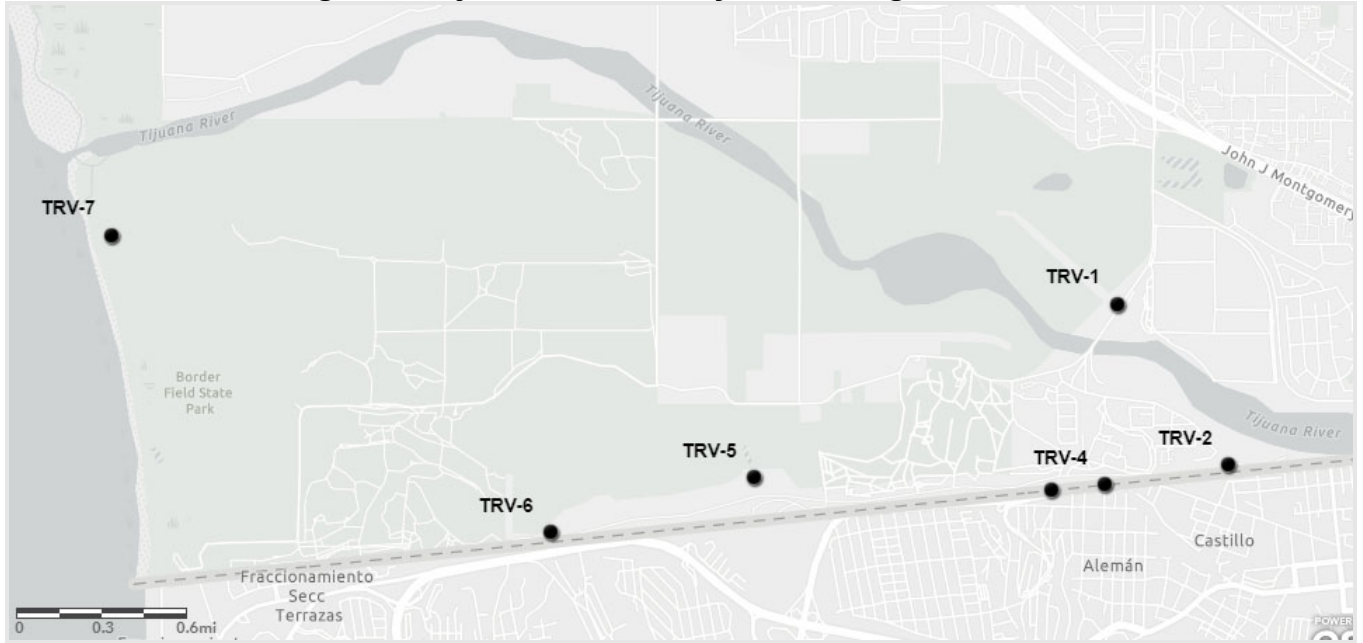 Tijuana River
Tijuana River
John J Montgomery
TRV-7
TRV-1
Border
Field State
Park
Tijuana River
TRV-5
TRV-4
TRV-2
TRV-6
Castillo
Alemán
Fraccionamiento
Secc
Terrazas
0 0.3 0.6mi
POWER